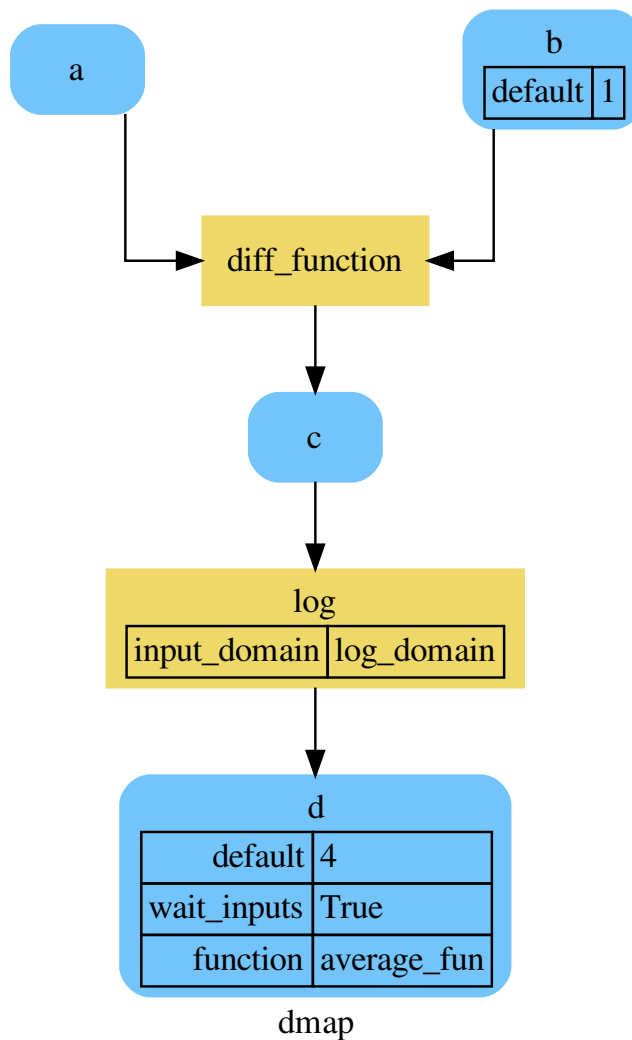 a
b
default 1
diff_function
c
log
input_domain log_domain
d
default 4
wait_inputs True
function average_fun
dmap